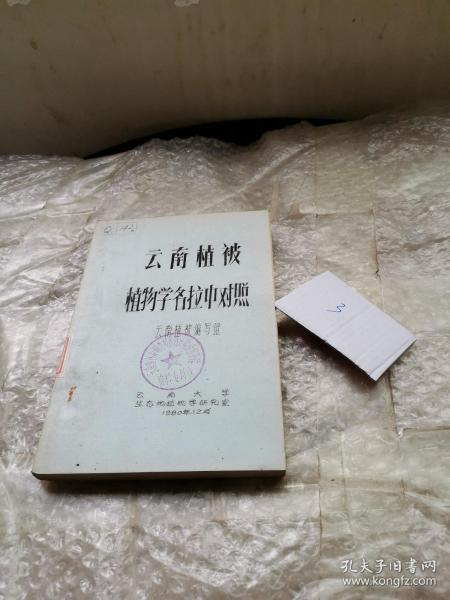 云南植被
植物学名拉中对照
云南植被编写组
云南大学
生态地植物学研究室
1980年12月
3
孔夫子旧书网
www.kongfz.com